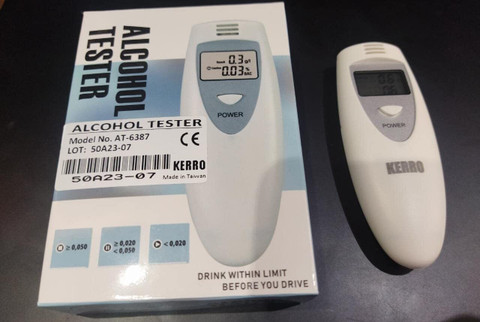 ALCOHOL
TESTER
0.3 g/l
0.03 %
BAC
POWER
ALCOHOL TESTER
Model No. AT-6387
LOT: 50A23-07
CE
KERRO
50A23-07 Made in Taiwan
≥ 0,050
≥ 0,020
< 0,050
< 0,020
DRINK WITHIN LIMIT
BEFORE YOU DRIVE
POWER
KERRO